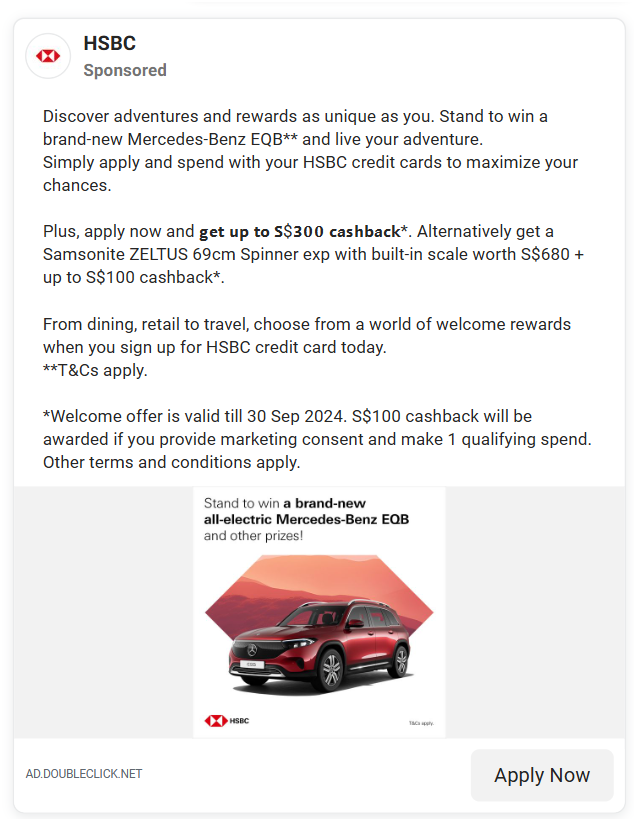 HSBC
Sponsored
Discover adventures and rewards as unique as you. Stand to win a
brand-new Mercedes-Benz EQB** and live your adventure.
Simply apply and spend with your HSBC credit cards to maximize your
chances.
Plus, apply now and get up to S$300 cashback*. Alternatively get a
Samsonite ZELTUS 69cm Spinner exp with built-in scale worth S$680 +
up to S$100 cashback*.
From dining, retail to travel, choose from a world of welcome rewards
when you sign up for HSBC credit card today.
**T&Cs apply.
*Welcome offer is valid till 30 Sep 2024. S$100 cashback will be
awarded if you provide marketing consent and make 1 qualifying spend.
Other terms and conditions apply.
Stand to win a brand-new
all-electric Mercedes-Benz EQB
and other prizes!
HSBC
T&Cs apply.
AD.DOUBLECLICK.NET
Apply Now